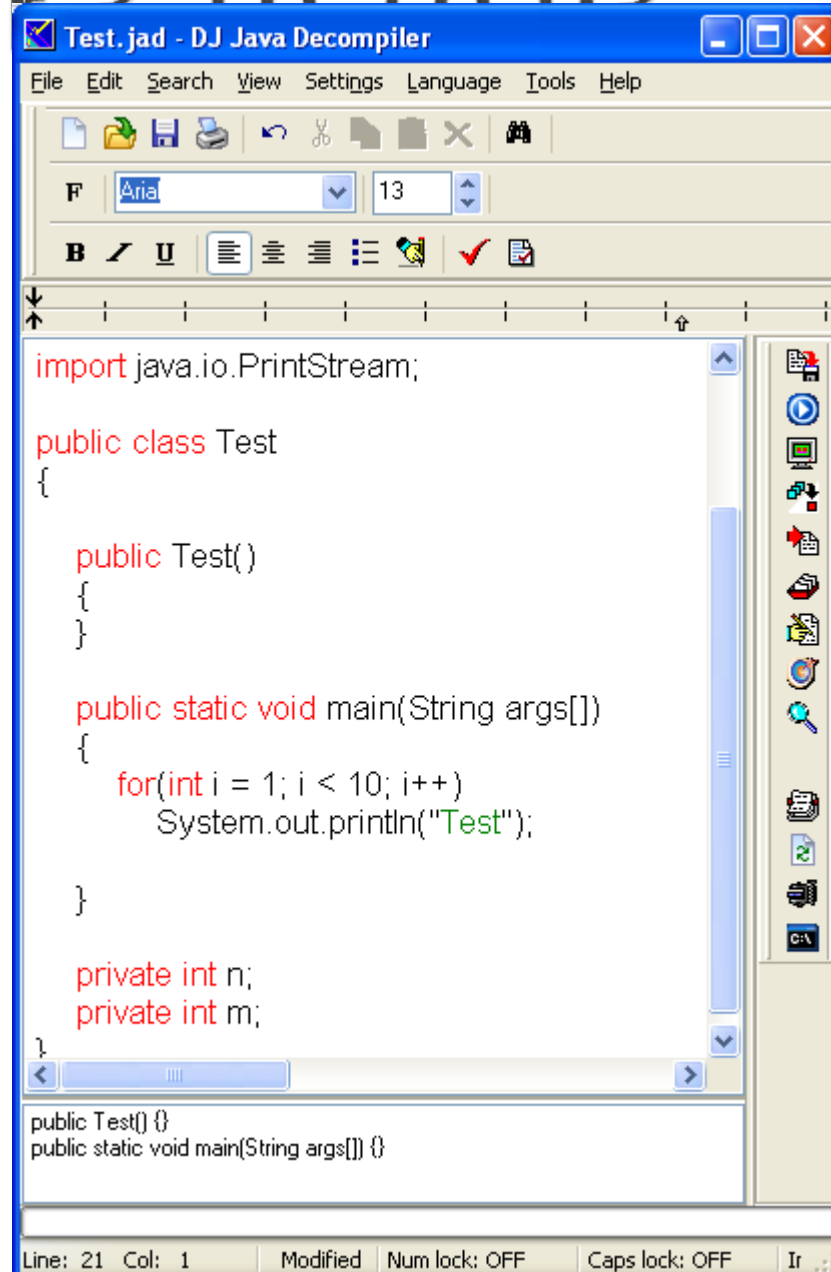 Test.jad - DJ Java Decompiler
File Edit Search View Settings Language Tools Help
F Arial 13
B I U
import java.io.PrintStream;
public class Test
{
public Test()
{
}
public static void main(String args[])
{
for(int i = 1; i < 10; i++)
System.out.println("Test");
}
private int n;
private int m;
}
C:\
public Test() {}
public static void main(String args[]) {}
Line: 21 Col: 1 Modified Num lock: OFF Caps lock: OFF